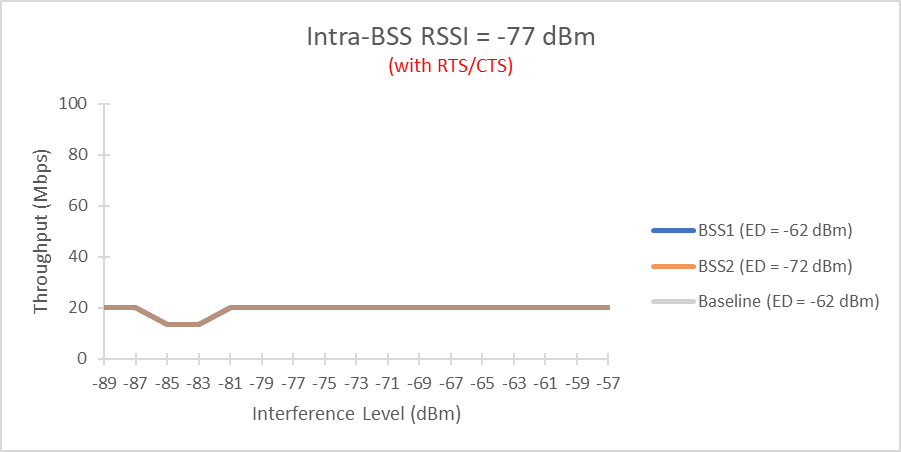 Intra-BSS RSSI = -77 dBm
(with RTS/CTS)
Throughput (Mbps)
100
80
60
40
20
0
-89 -87 -85 -83 -81 -79 -77 -75 -73 -71 -69 -67 -65 -63 -61 -59 -57
Interference Level (dBm)
BSS1 (ED = -62 dBm)
BSS2 (ED = -72 dBm)
Baseline (ED = -62 dBm)